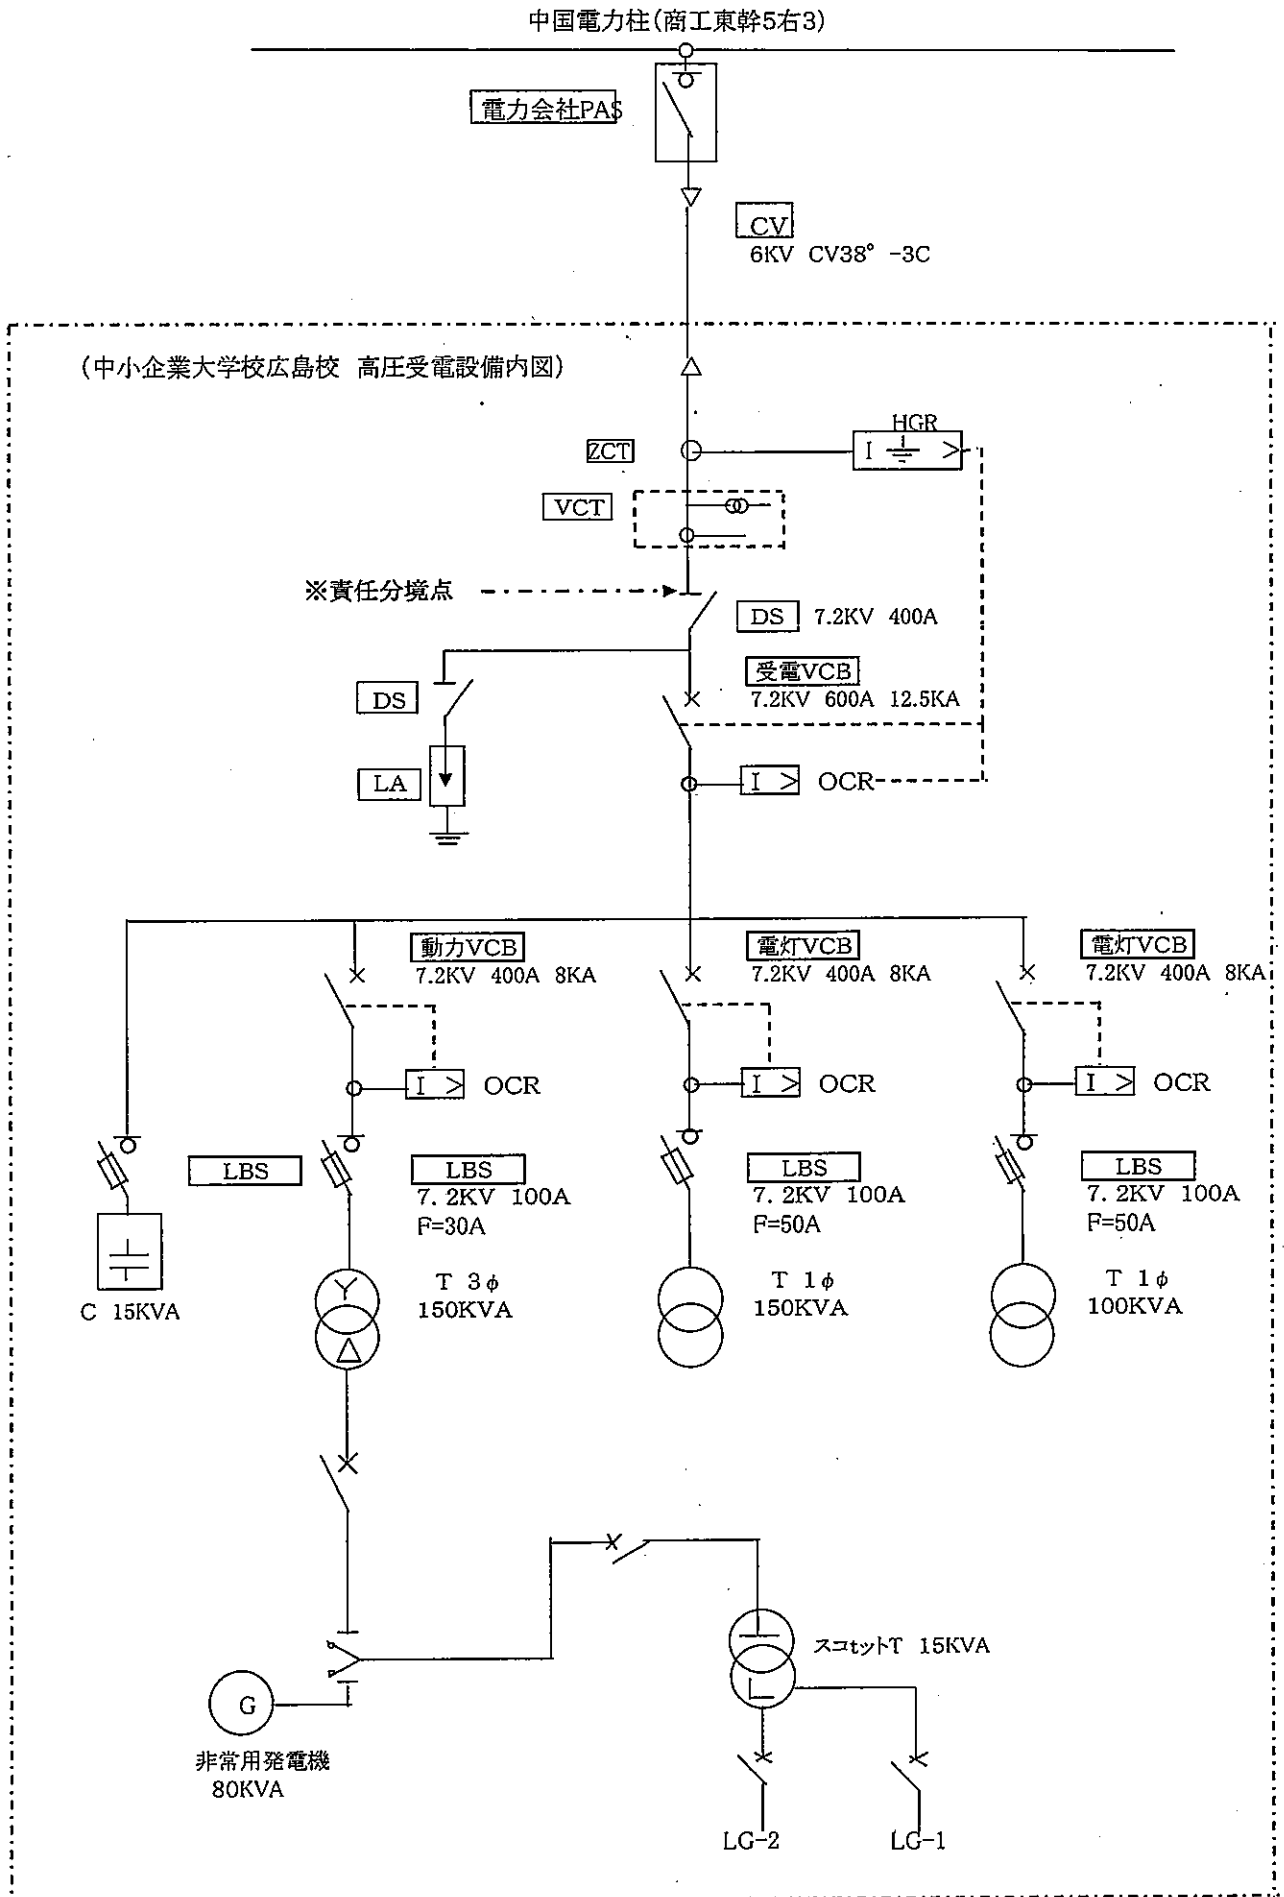 中国電力柱(商工東幹5右3)
電力会社PAS
CV
6KV CV38° -3C
(中小企業大学校広島校 高圧受電設備内図)
HGR
ZCT
I >
VCT
※責任分境点
DS 7.2KV 400A
受電VCB
7.2KV 600A 12.5KA
DS
LA
I > OCR
動力VCB
7.2KV 400A 8KA
電灯VCB
7.2KV 400A 8KA
電灯VCB
7.2KV 400A 8KA
I > OCR
I > OCR
I > OCR
LBS
LBS
7.2KV 100A
F=30A
LBS
7.2KV 100A
F=50A
LBS
7.2KV 100A
F=50A
C 15KVA
T 3φ
150KVA
T 1φ
150KVA
T 1φ
100KVA
スコットT 15KVA
G
非常用発電機
80KVA
LG-2
LG-1